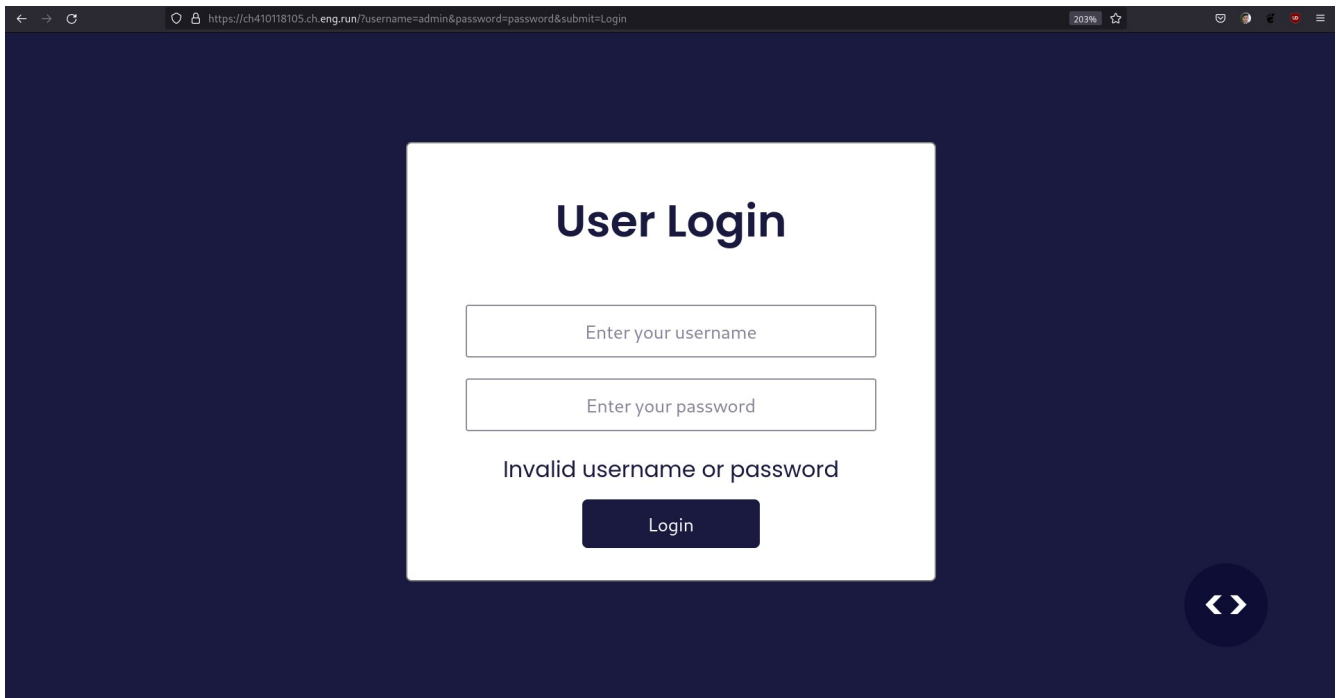 https://ch410118105.ch.eng.run/?username=admin&password=password&submit=Login
203%
User Login
Enter your username
Enter your password
Invalid username or password
Login